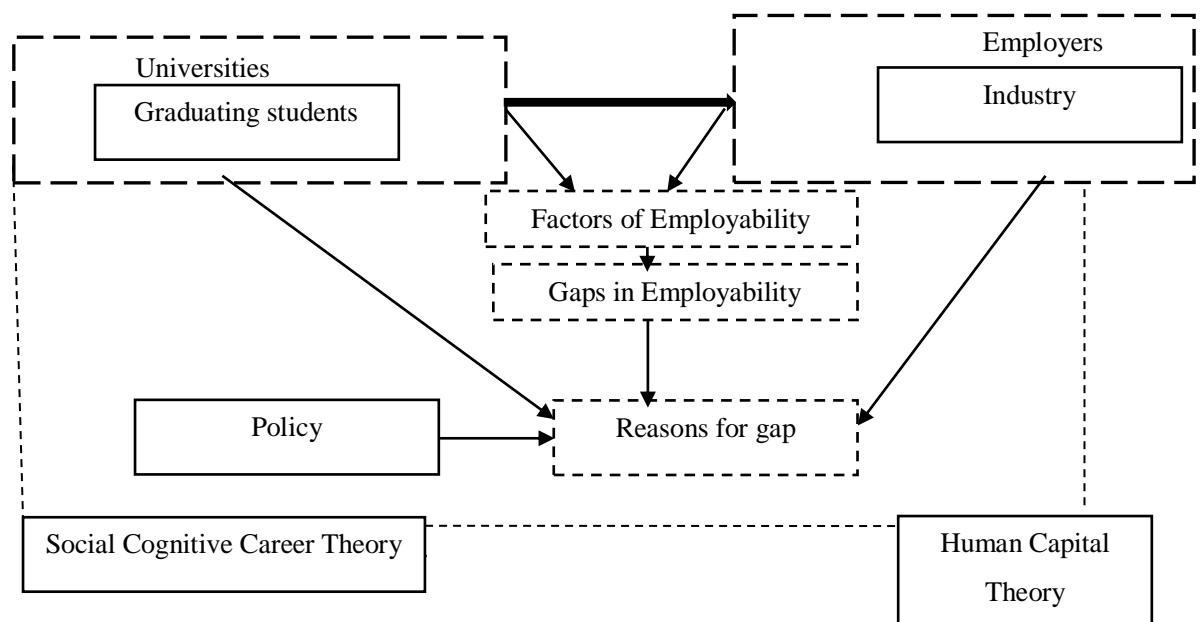 Employers
Universities
Industry
Graduating students
Factors of Employability
Gaps in Employability
Policy
Reasons for gap
Social Cognitive Career Theory
Human Capital
Theory